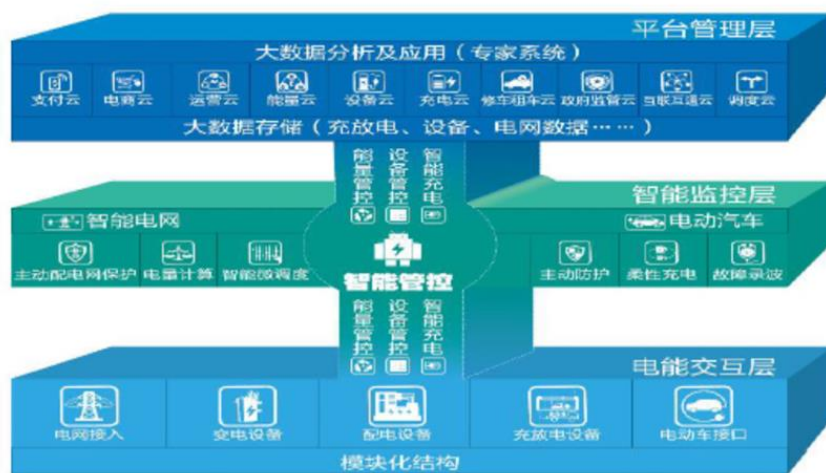 平台管理层
大数据分析及应用（专家系统）
支付云 电商云 运营云 能量云 设备云 充电云 修车租车云 政府监管云 互联互通云 调度云
大数据存储（充放电、设备、电网数据……）
能量管控 设备管控 智能充电
智能监控层
智能电网
电动汽车
主动配电网保护 电量计算 智能微调度
智能管控
主动防护 柔性充电 故障录波
能量管控 设备管控 智能充电
电能交互层
电网接入 变电设备 配电设备 充放电设备 电动车接口
模块化结构